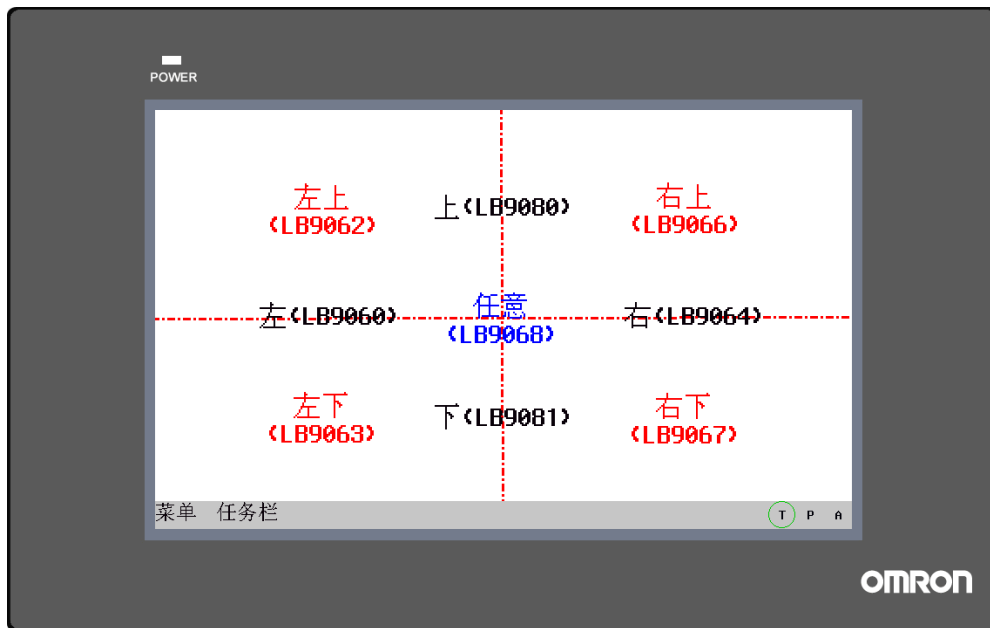 POWER
左上
(LB9062)
上(LB9080)
右上
(LB9066)
左(LB9060)
任意
(LB9068)
右(LB9064)
左下
(LB9063)
下(LB9081)
右下
(LB9067)
菜单 任务栏
T P A
OMRON